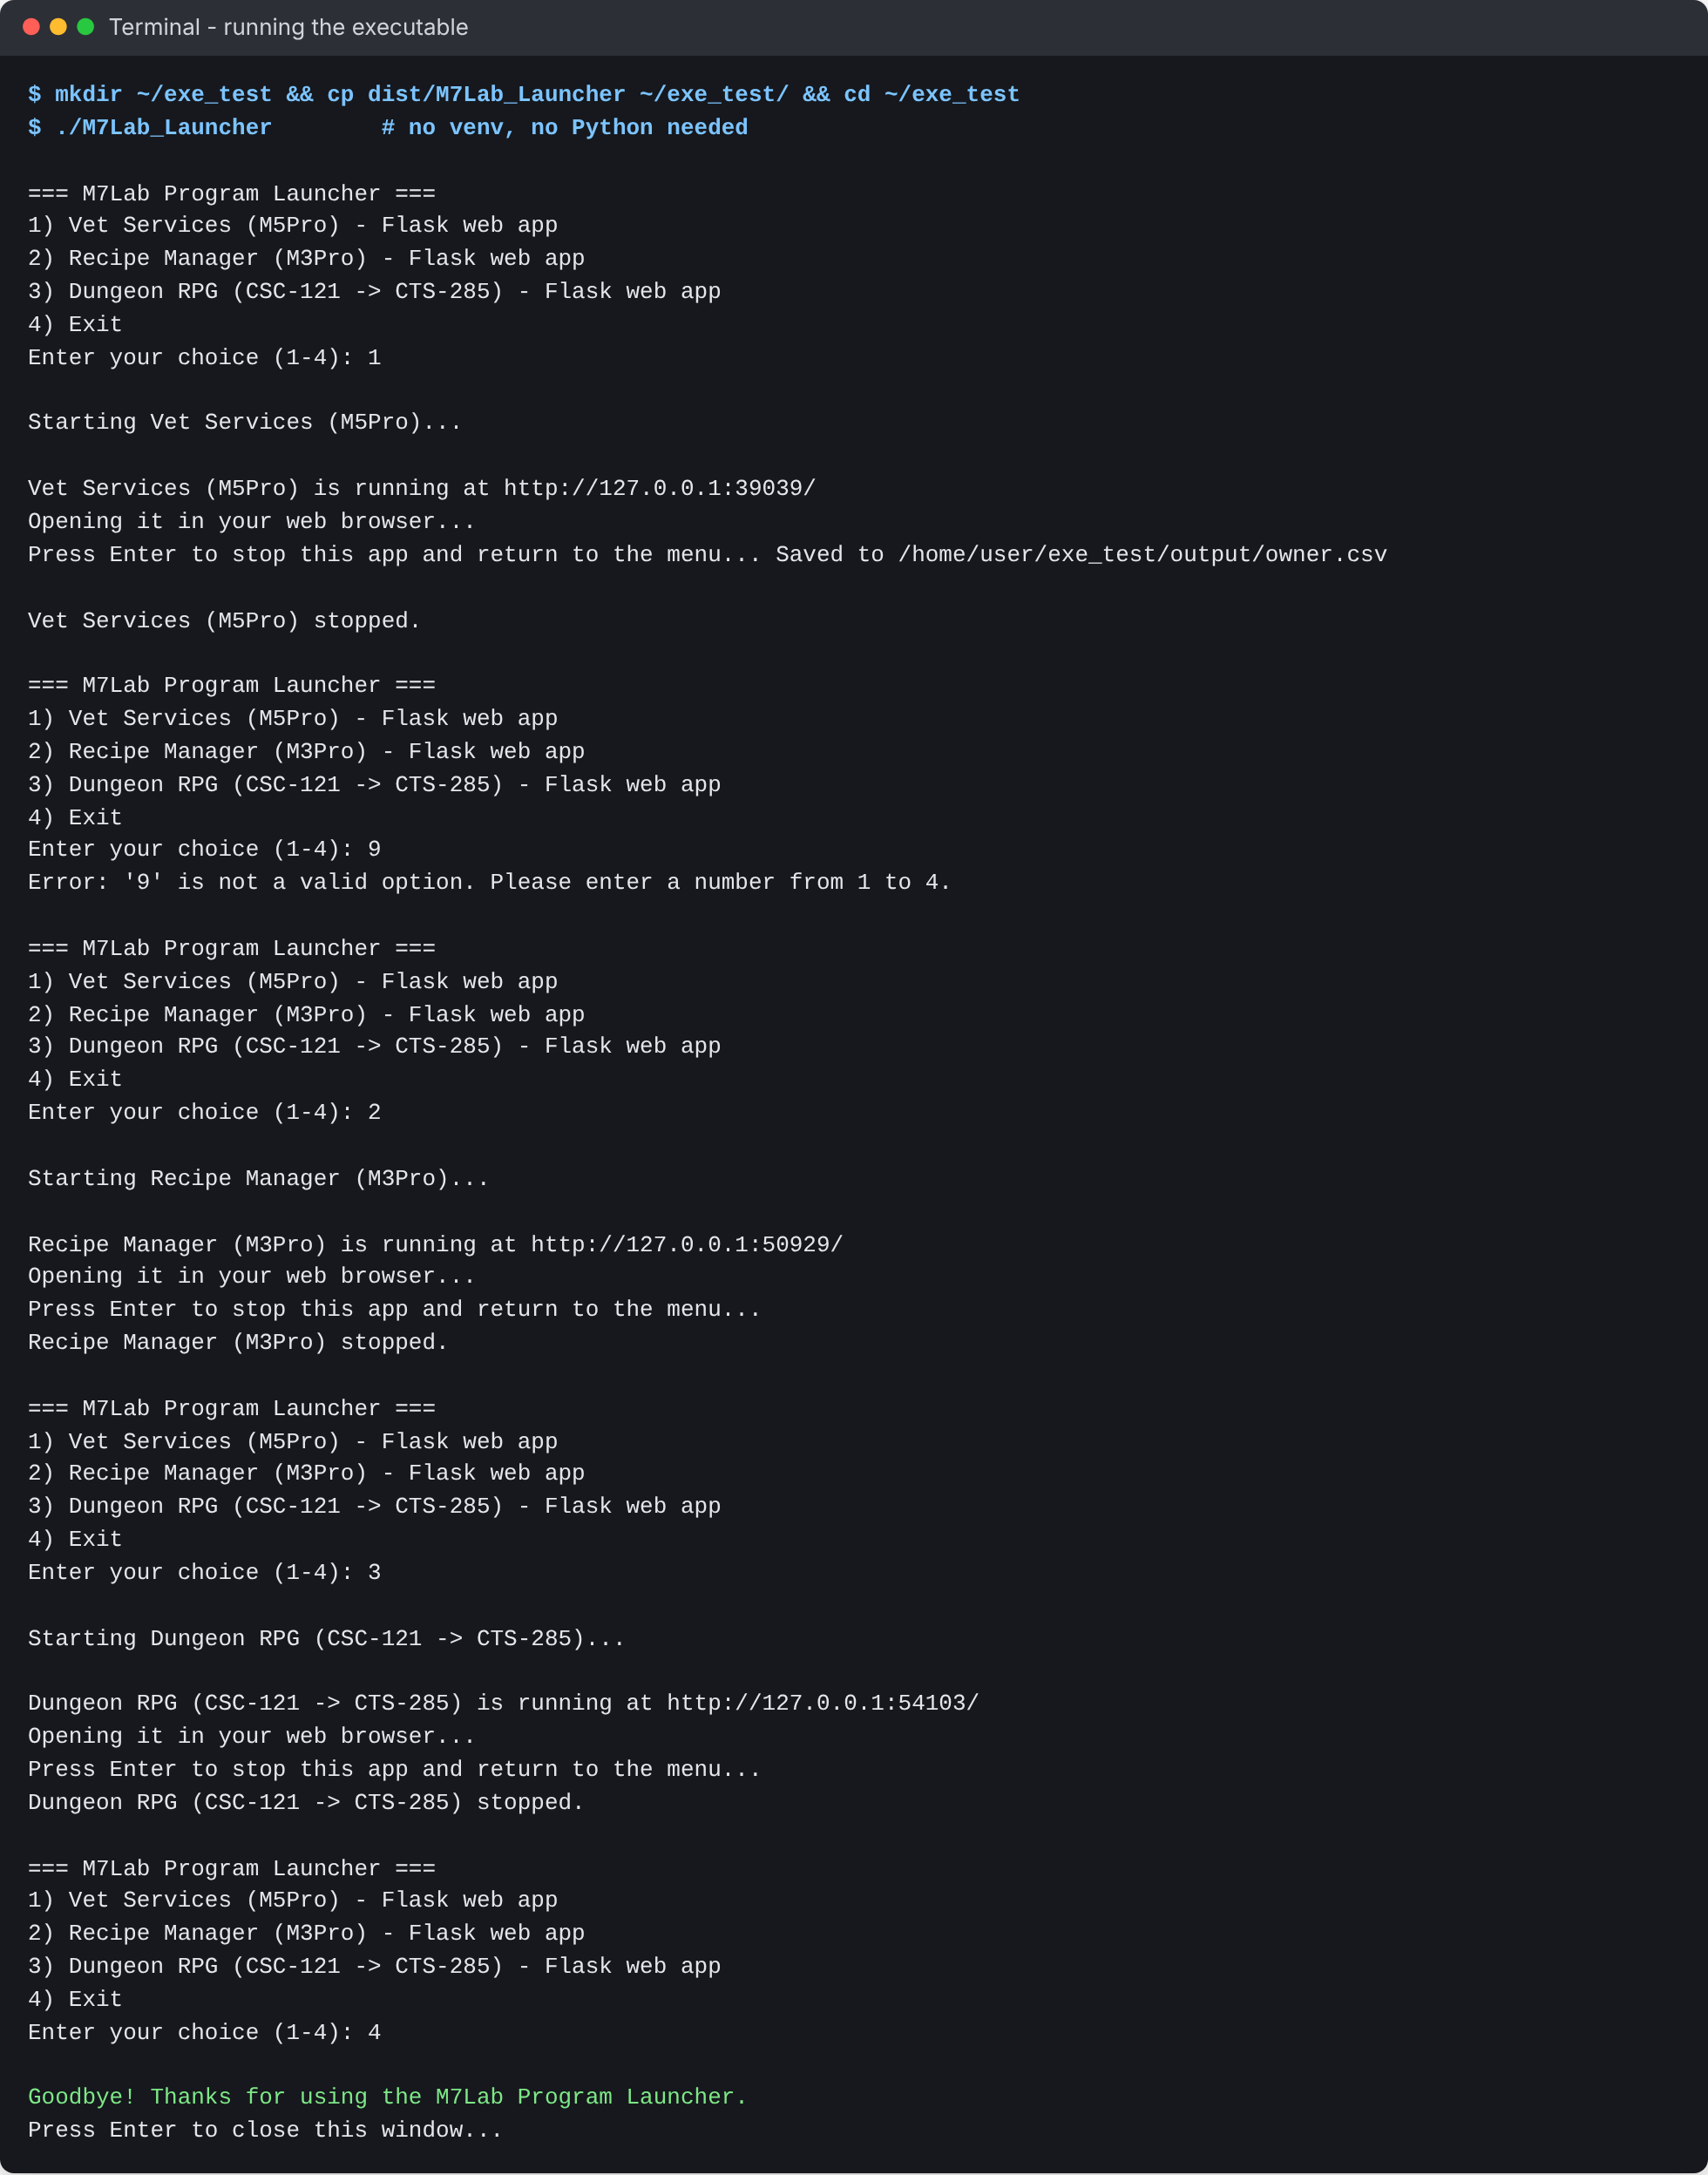 Terminal - running the executable
$ mkdir ~/exe_test && cp dist/M7Lab_Launcher ~/exe_test/ && cd ~/exe_test
$ ./M7Lab_Launcher        # no venv, no Python needed
=== M7Lab Program Launcher ===
1) Vet Services (M5Pro) - Flask web app
2) Recipe Manager (M3Pro) - Flask web app
3) Dungeon RPG (CSC-121 -> CTS-285) - Flask web app
4) Exit
Enter your choice (1-4): 1
Starting Vet Services (M5Pro)...
Vet Services (M5Pro) is running at http://127.0.0.1:39039/
Opening it in your web browser...
Press Enter to stop this app and return to the menu... Saved to /home/user/exe_test/output/owner.csv
Vet Services (M5Pro) stopped.
=== M7Lab Program Launcher ===
1) Vet Services (M5Pro) - Flask web app
2) Recipe Manager (M3Pro) - Flask web app
3) Dungeon RPG (CSC-121 -> CTS-285) - Flask web app
4) Exit
Enter your choice (1-4): 9
Error: '9' is not a valid option. Please enter a number from 1 to 4.
=== M7Lab Program Launcher ===
1) Vet Services (M5Pro) - Flask web app
2) Recipe Manager (M3Pro) - Flask web app
3) Dungeon RPG (CSC-121 -> CTS-285) - Flask web app
4) Exit
Enter your choice (1-4): 2
Starting Recipe Manager (M3Pro)...
Recipe Manager (M3Pro) is running at http://127.0.0.1:50929/
Opening it in your web browser...
Press Enter to stop this app and return to the menu...
Recipe Manager (M3Pro) stopped.
=== M7Lab Program Launcher ===
1) Vet Services (M5Pro) - Flask web app
2) Recipe Manager (M3Pro) - Flask web app
3) Dungeon RPG (CSC-121 -> CTS-285) - Flask web app
4) Exit
Enter your choice (1-4): 3
Starting Dungeon RPG (CSC-121 -> CTS-285)...
Dungeon RPG (CSC-121 -> CTS-285) is running at http://127.0.0.1:54103/
Opening it in your web browser...
Press Enter to stop this app and return to the menu...
Dungeon RPG (CSC-121 -> CTS-285) stopped.
=== M7Lab Program Launcher ===
1) Vet Services (M5Pro) - Flask web app
2) Recipe Manager (M3Pro) - Flask web app
3) Dungeon RPG (CSC-121 -> CTS-285) - Flask web app
4) Exit
Enter your choice (1-4): 4
Goodbye! Thanks for using the M7Lab Program Launcher.
Press Enter to close this window...